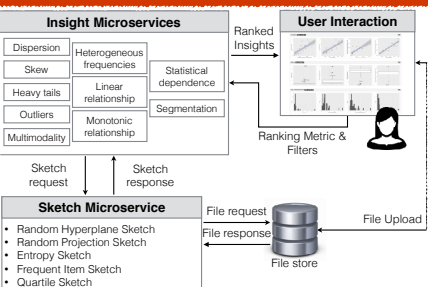 Insight Microservices
Dispersion
Skew
Heavy tails
Outliers
Multimodality
Heterogeneous
frequencies
Linear
relationship
Monotonic
relationship
Statistical
dependence
Segmentation
Ranked
Insights
User Interaction
Ranking Metric &
Filters
Sketch
request
Sketch
response
Sketch Microservice
• Random Hyperplane Sketch
• Random Projection Sketch
• Entropy Sketch
• Frequent Item Sketch
• Quartile Sketch
File request
File response
File store
File Upload